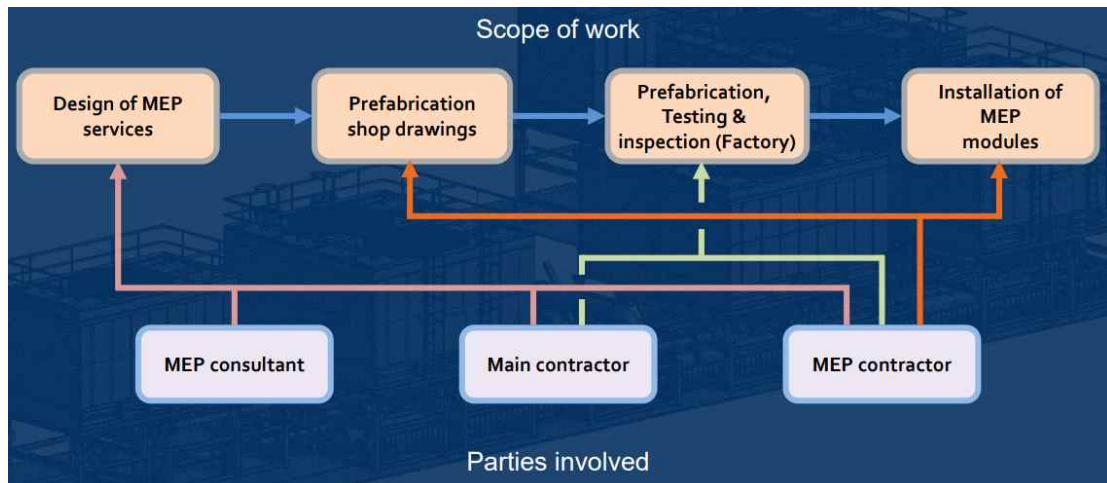 Scope of work
Design of MEP
services
Prefabrication
shop drawings
Prefabrication,
Testing &
inspection (Factory)
Installation of
MEP
modules
MEP consultant
Main contractor
MEP contractor
Parties involved